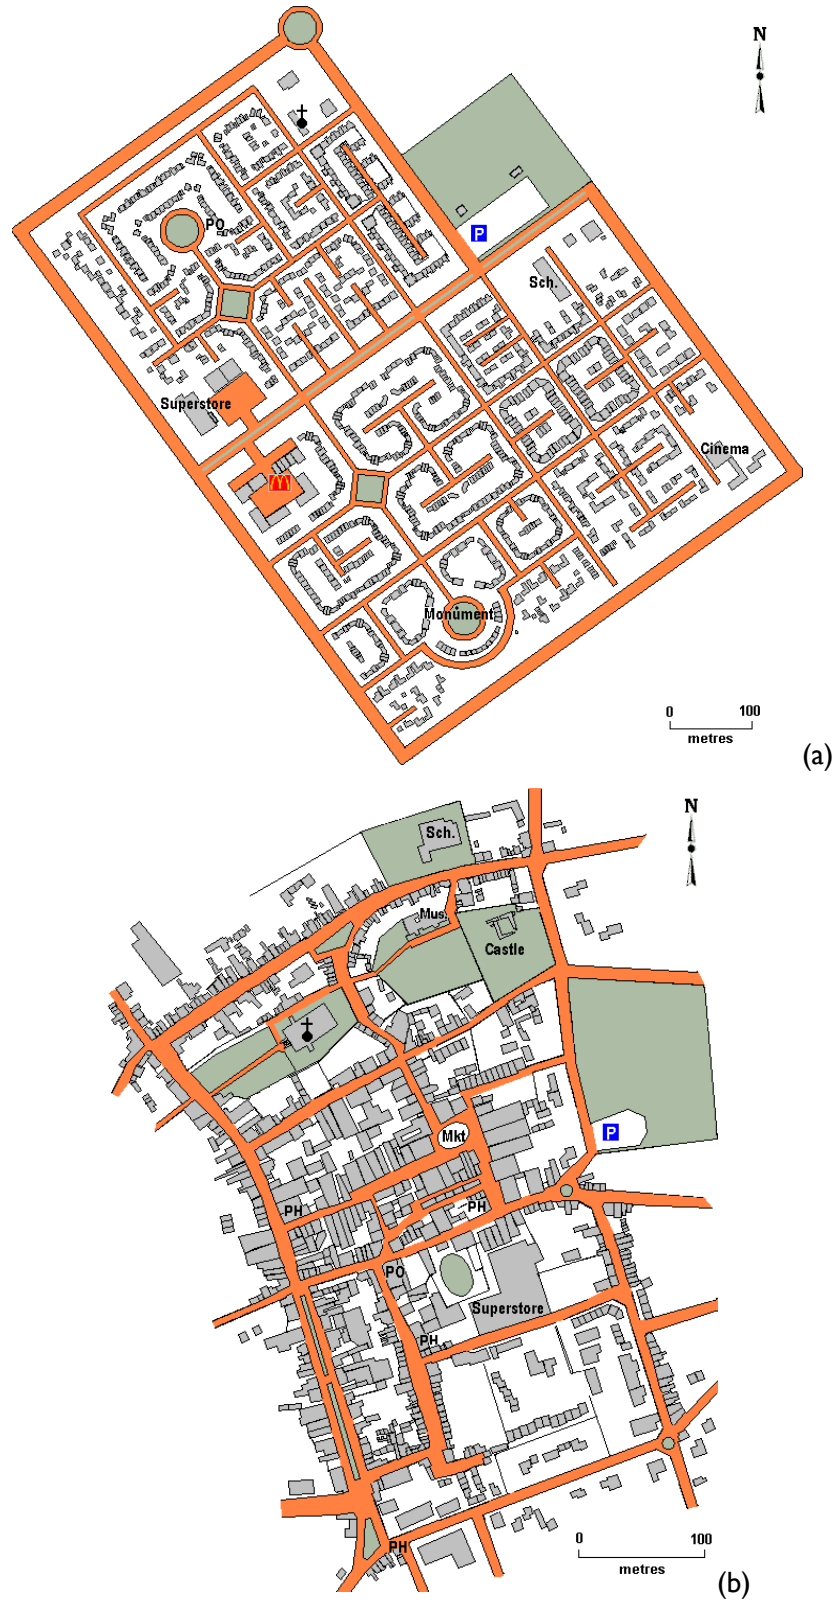 N
P
PO
Sch.
Superstore
Cinema
Monument
0 100
metres
(a)
N
Sch.
Mus.
Castle
Mkt
P
PH
PH
PO
Superstore
PH
PH
0 100
metres
(b)